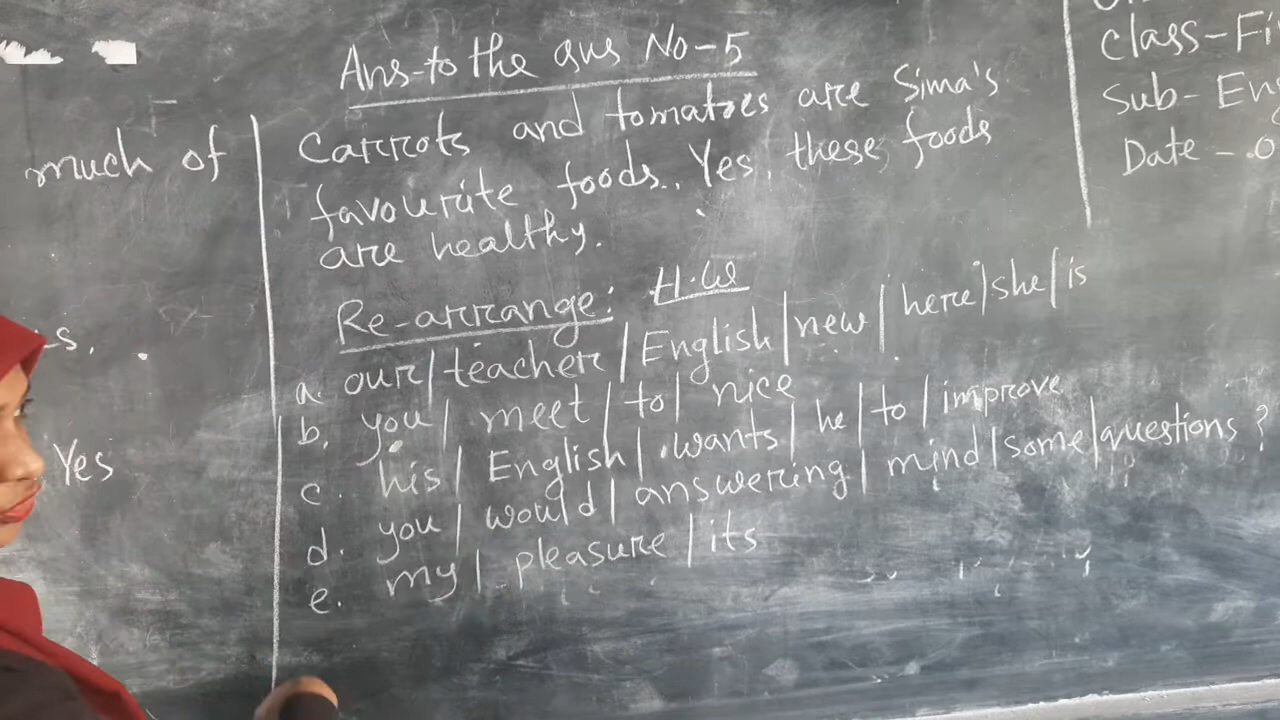 much of
s.
Yes
Ans-to the qus No-5
Carrots and tomatoes are Sima's
favourite foods. Yes, these foods
are healthy.
Re-arrange: H.W
a. our/teacher/English/new/here/she/is
b. you/meet/to/nice
c. his/English/wants/he/to/improve
d. you/would/answering/mind/some/questions?
e. my/pleasure/its
Class-Fi
Sub-Eng
Date-.0